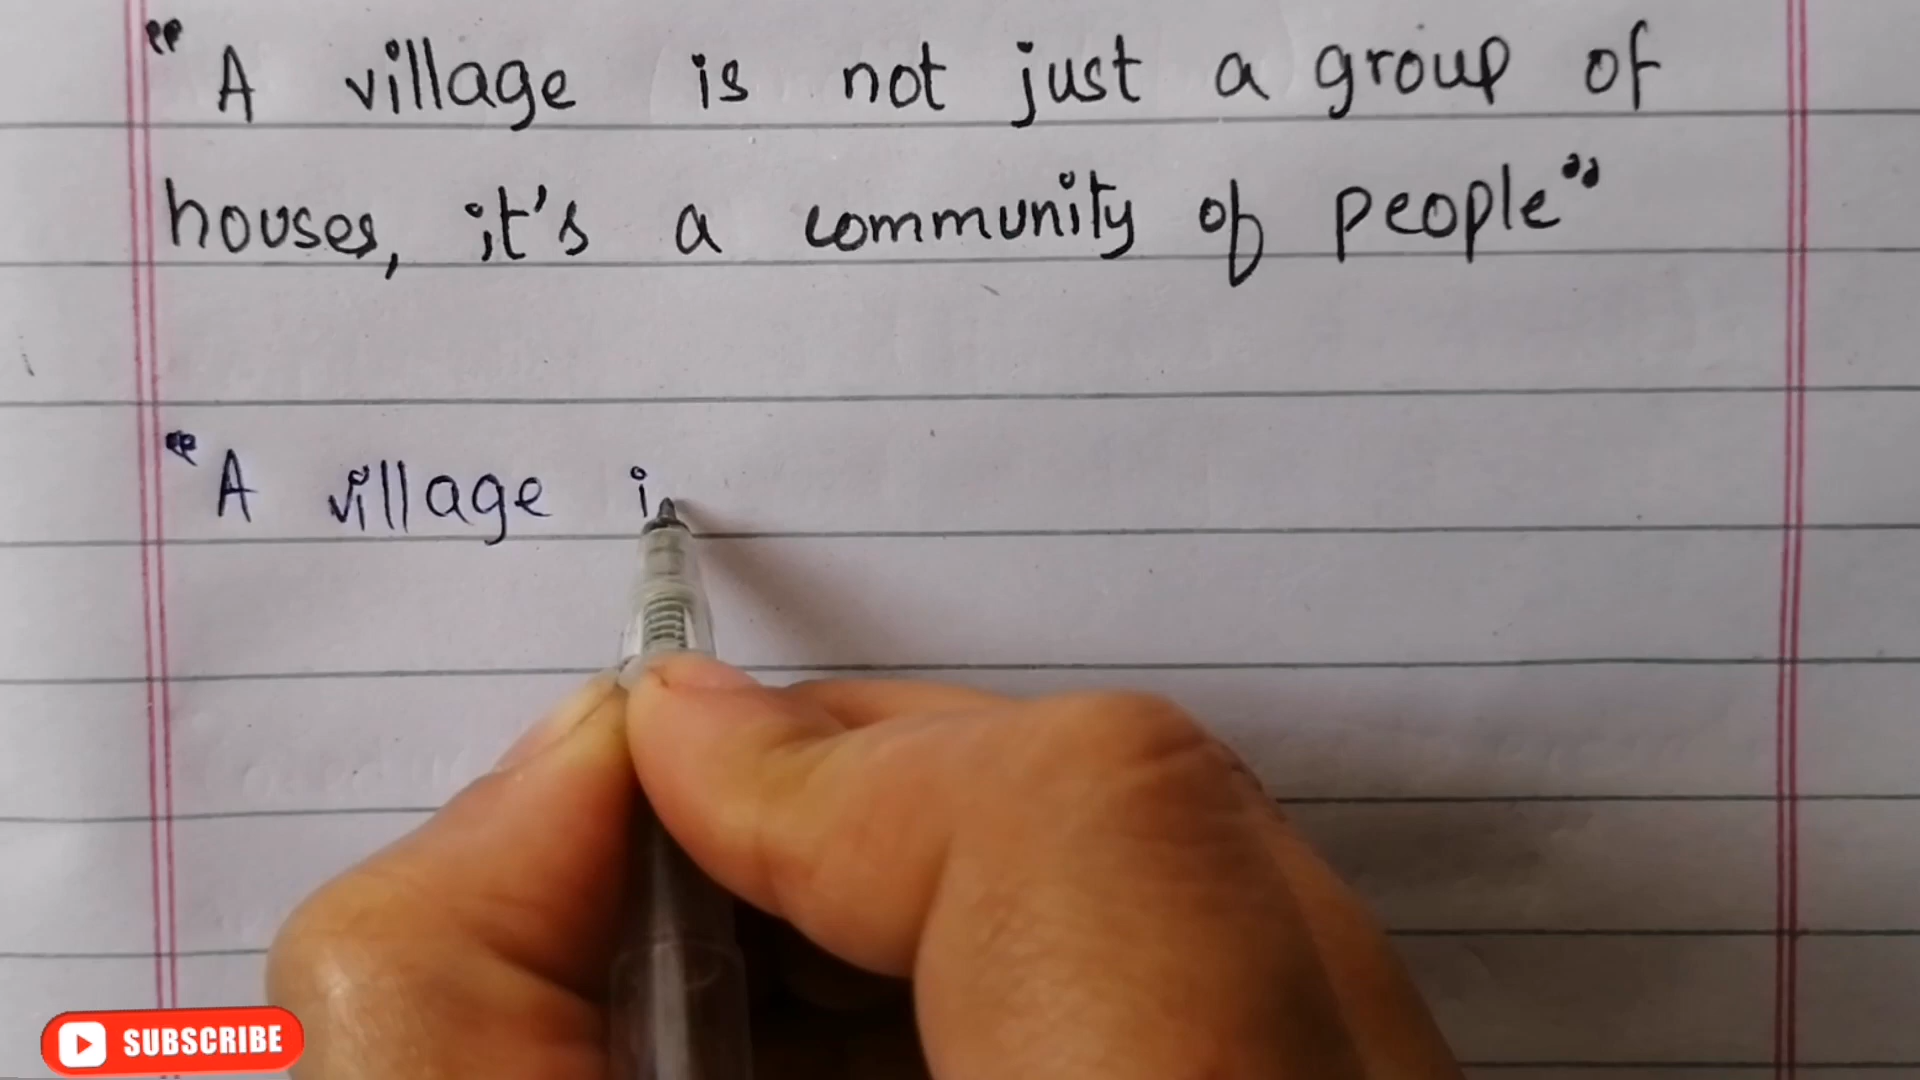 "A village is not just a group of
houses, it's a community of people"
"A village i
SUBSCRIBE